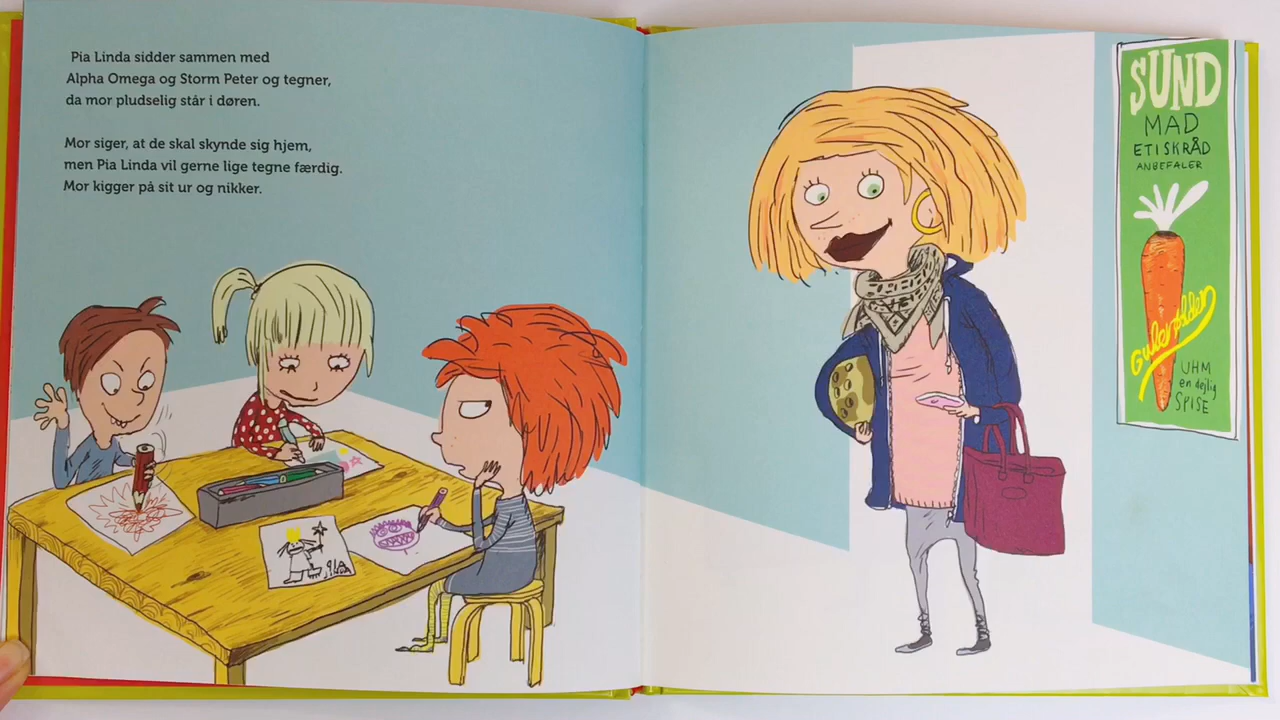 Pia Linda sidder sammen med
Alpha Omega og Storm Peter og tegner,
da mor pludselig står i døren.
Mor siger, at de skal skynde sig hjem,
men Pia Linda vil gerne lige tegne færdig.
Mor kigger på sit ur og nikker.
SUND
MAD
ETISKRÅD
ANBEFALER
UHM
en dejlig
SPISE